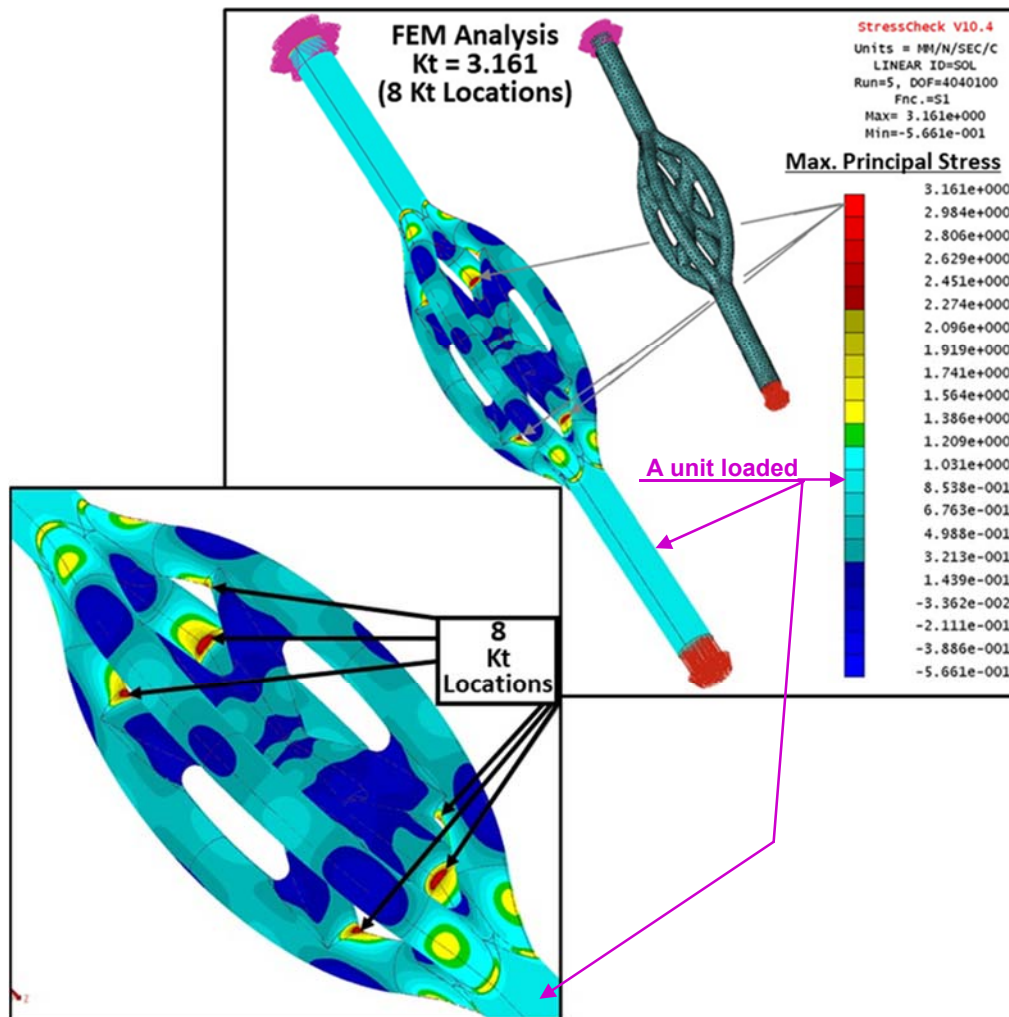 FEM Analysis
Kt = 3.161
(8 Kt Locations)
StressCheck V10.4
Units = MM/N/SEC/C
LINEAR ID=SOL
Run=5, DOF=4040100
Fnc.=S1
Max= 3.161e+000
Min=-5.661e-001
Max. Principal Stress
3.161e+000
2.984e+000
2.806e+000
2.629e+000
2.451e+000
2.274e+000
2.096e+000
1.919e+000
1.741e+000
1.564e+000
1.386e+000
1.209e+000
1.031e+000
8.538e-001
6.763e-001
4.988e-001
3.213e-001
1.439e-001
-3.362e-002
-2.111e-001
-3.886e-001
-5.661e-001
A unit loaded
8
Kt
Locations
Z